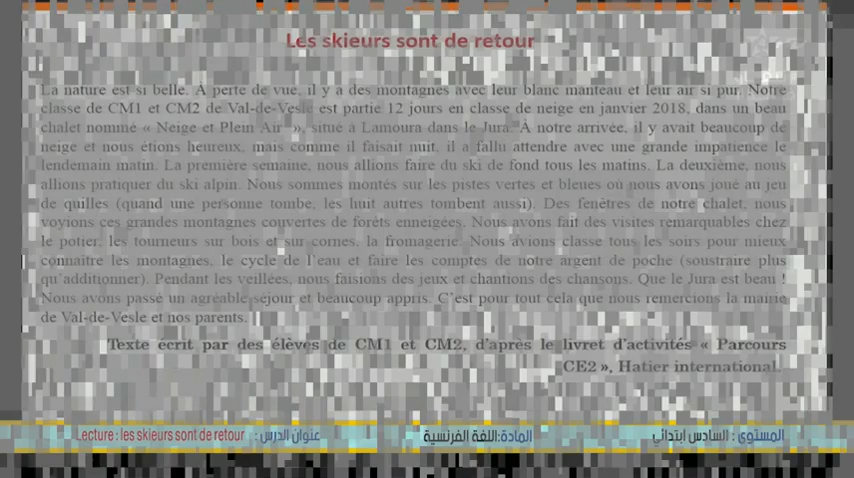 Les skieurs sont de retour
La nature est si belle. À perte de vue, il y a des montagnes avec leur blanc manteau et leur air si pur. Notre
classe de CM1 et CM2 de Val-de-Vesle est partie 12 jours en classe de neige en janvier 2018, dans un beau
chalet nommé « Neige et Plein Air », situé à Lamoura dans le Jura. À notre arrivée, il y avait beaucoup de
neige et nous étions heureux, mais comme il faisait nuit, il a fallu attendre avec une grande impatience le
lendemain matin. La première semaine, nous allions faire du ski de fond tous les matins. La deuxième, nous
allions pratiquer du ski alpin. Nous sommes montés sur les pistes vertes et bleues où nous avons joué au jeu
de quilles (quand une personne tombe, les huit autres tombent aussi). Des fenêtres de notre chalet, nous
voyions ces grandes montagnes couvertes de forêts enneigées. Nous avons fait des visites remarquables chez
le potier, les tourneurs sur bois et sur cornes, la fromagerie. Nous avions classe tous les soirs pour mieux
connaitre les montagnes, le cycle de l'eau et faire les comptes de notre argent de poche (soustraire plus
qu'additionner). Pendant les veillées, nous faisions des jeux et chantions des chansons. Que le Jura est beau !
Nous avons passé un agréable séjour et beaucoup appris. C'est pour tout cela que nous remercions la mairie
de Val-de-Vesle et nos parents.
Texte écrit par des élèves de CM1 et CM2, d'après le livret d'activités « Parcours
CE2 », Hatier international.
المستوى : السادس ابتدائي المادة:اللغة الفرنسية عنوان الدرس : Lecture : les skieurs sont de retour